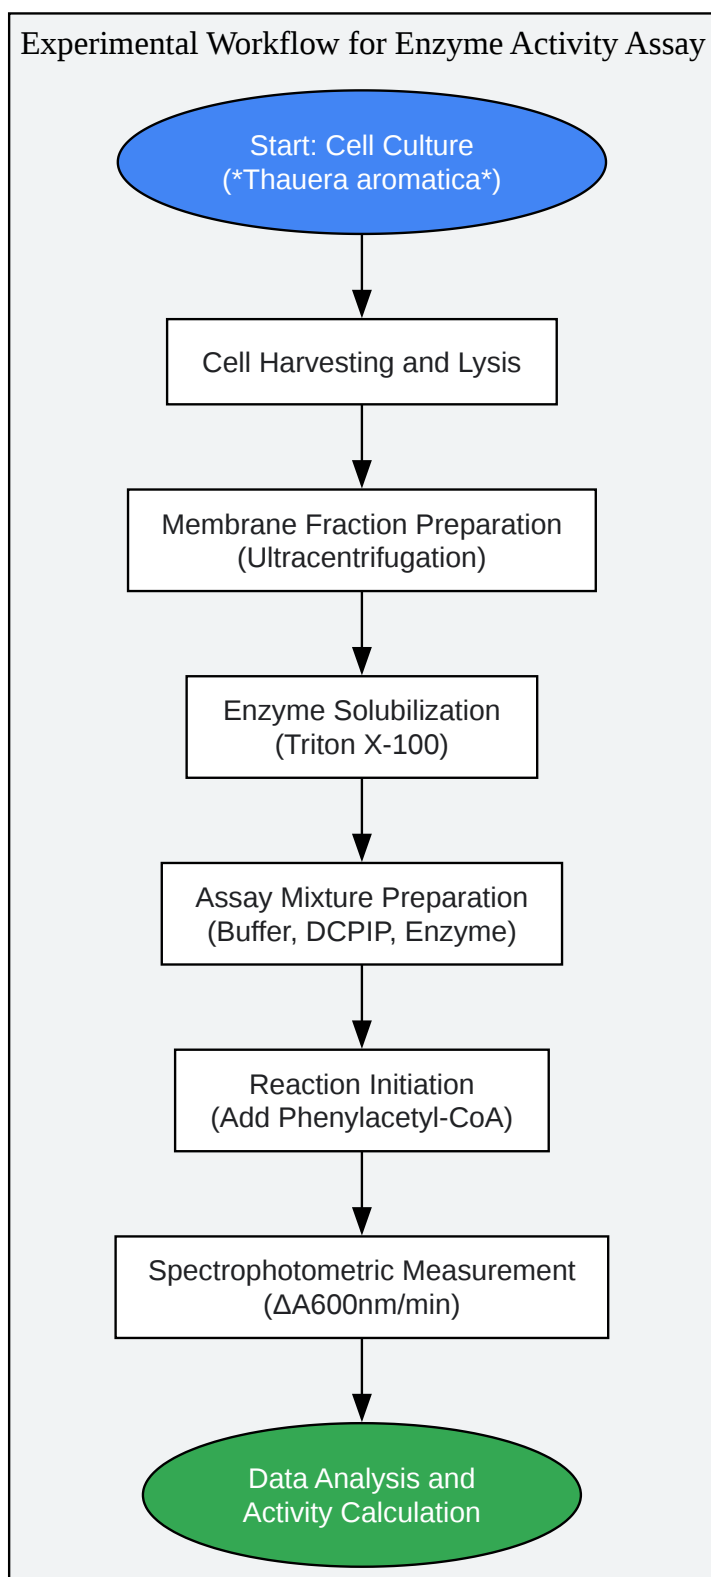 Experimental Workflow for Enzyme Activity Assay
Start: Cell Culture
(*Thauera aromatica*)
Cell Harvesting and Lysis
Membrane Fraction Preparation
(Ultracentrifugation)
Enzyme Solubilization
(Triton X-100)
Assay Mixture Preparation
(Buffer, DCPIP, Enzyme)
Reaction Initiation
(Add Phenylacetyl-CoA)
Spectrophotometric Measurement
(ΔA600nm/min)
Data Analysis and
Activity Calculation